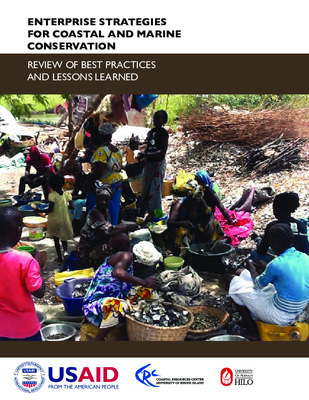 ENTERPRISE STRATEGIES
FOR COASTAL AND MARINE
CONSERVATION
REVIEW OF BEST PRACTICES
AND LESSONS LEARNED
USAID
FROM THE AMERICAN PEOPLE
CRC
COASTAL RESOURCES CENTER
UNIVERSITY OF RHODE ISLAND
UNIVERSITY
OF HAWAI'I
HILO